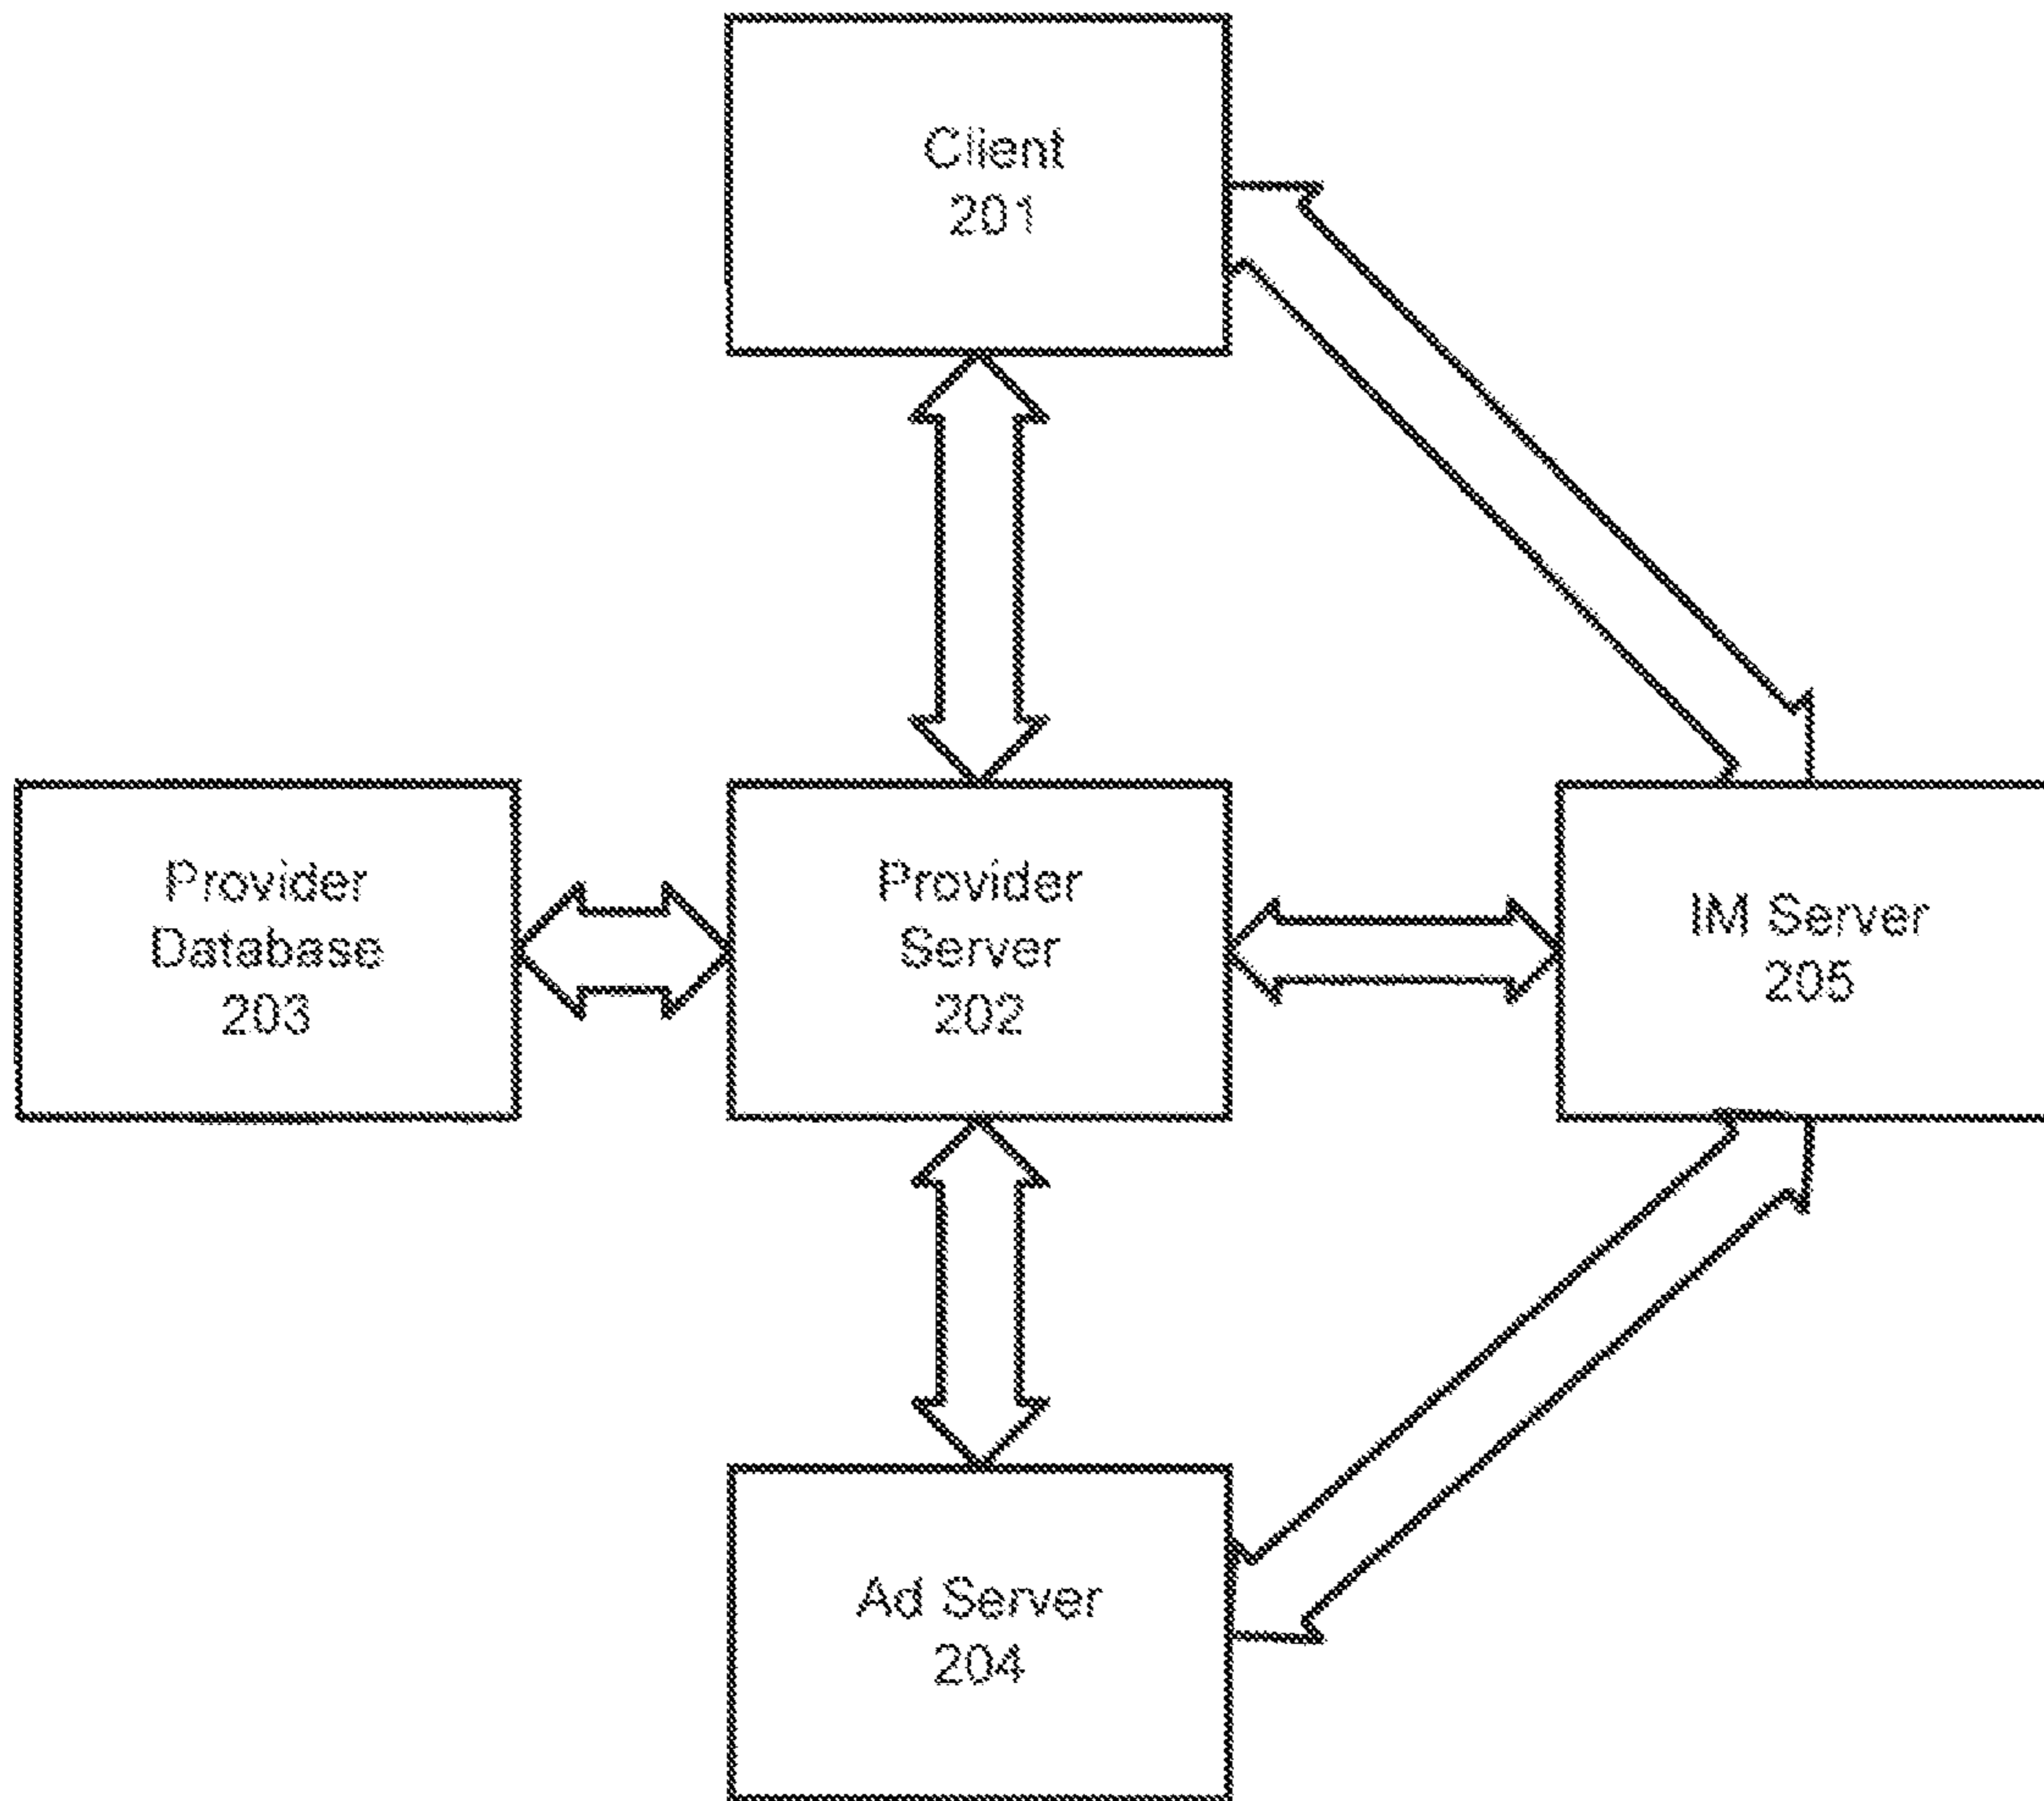 Client
201
Provider
Database
203
Provider
Server
202
IM Server
205
Ad Server
204